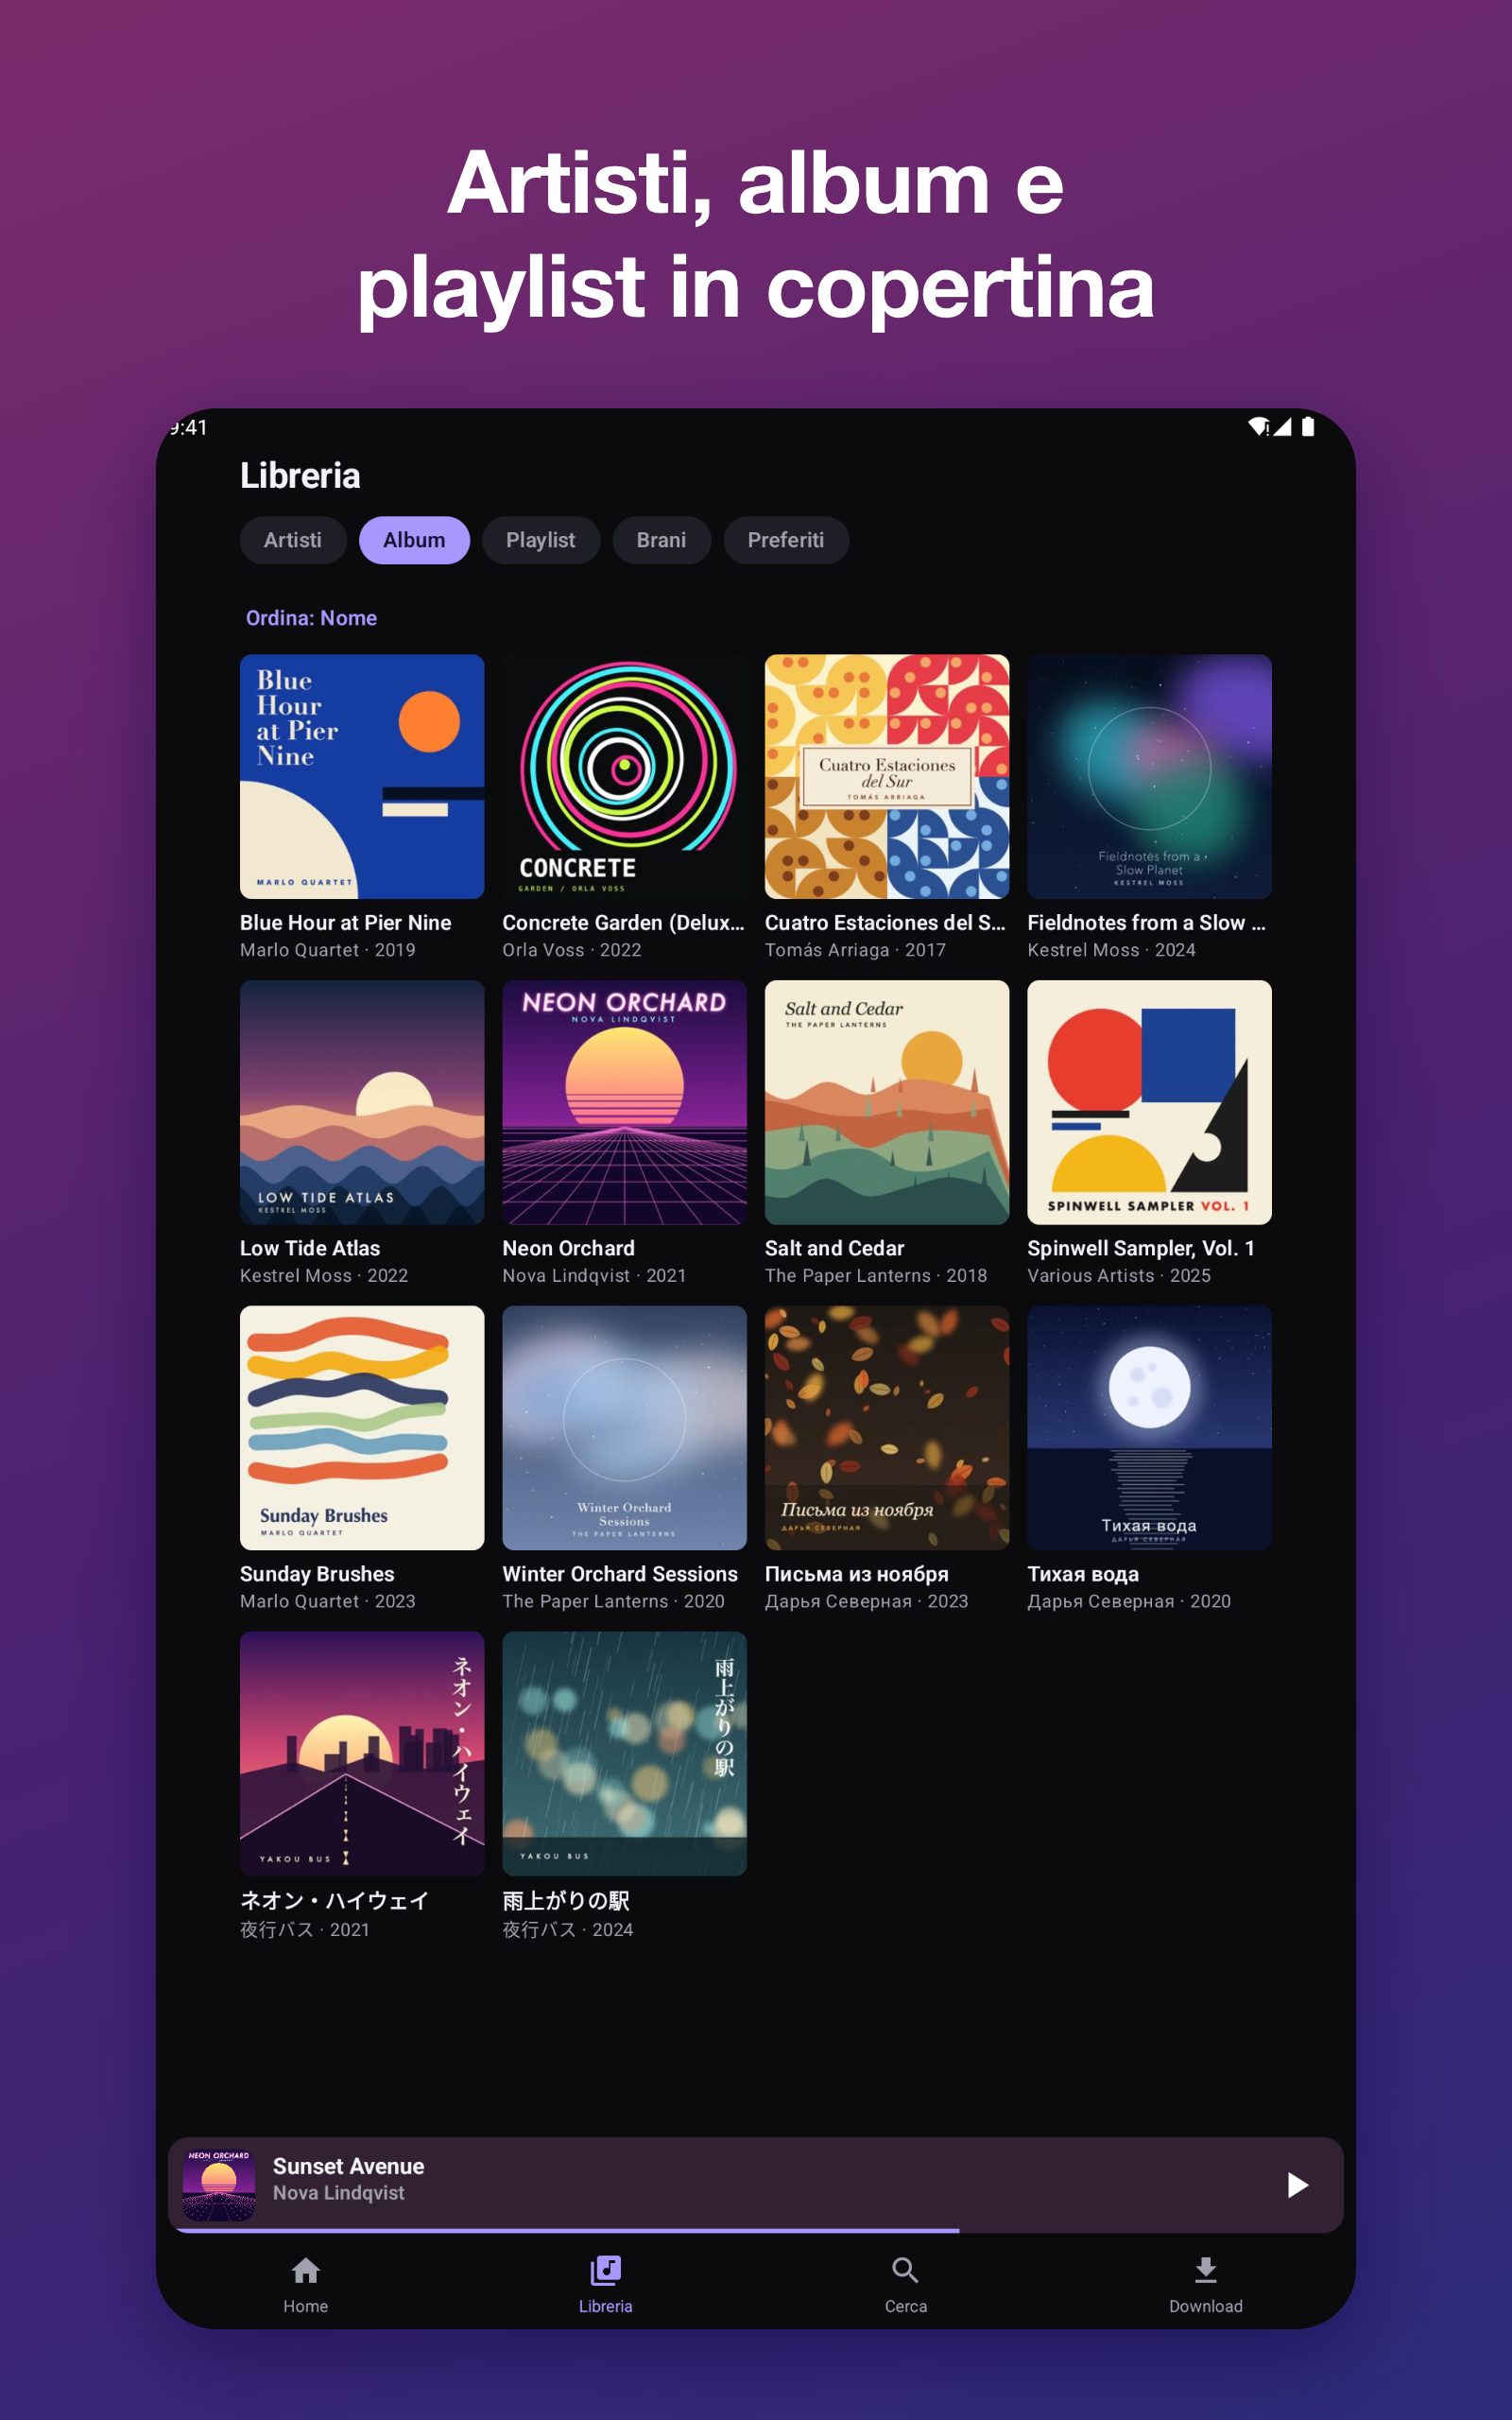 Artisti, album e
playlist in copertina
9:41
Libreria
Artisti
Album
Playlist
Brani
Preferiti
Ordina: Nome
Blue
Hour
at Pier
Nine
MARLO QUARTET
CONCRETE
GARDEN / ORLA VOSS
Cuatro Estaciones
del Sur
TOMÁS ARRIAGA
Fieldnotes from a
Slow Planet
KESTREL MOSS
Blue Hour at Pier Nine
Marlo Quartet · 2019
Concrete Garden (Delux...
Orla Voss · 2022
Cuatro Estaciones del S...
Tomás Arriaga · 2017
Fieldnotes from a Slow ...
Kestrel Moss · 2024
LOW TIDE ATLAS
KESTREL MOSS
NEON ORCHARD
NOVA LINDQVIST
Salt and Cedar
THE PAPER LANTERNS
SPINWELL SAMPLER VOL. 1
Low Tide Atlas
Kestrel Moss · 2022
Neon Orchard
Nova Lindqvist · 2021
Salt and Cedar
The Paper Lanterns · 2018
Spinwell Sampler, Vol. 1
Various Artists · 2025
Sunday Brushes
MARLO QUARTET
Winter Orchard
Sessions
THE PAPER LANTERNS
Письма из ноября
ДАРЬЯ СЕВЕРНАЯ
Тихая вода
ДАРЬЯ СЕВЕРНАЯ
Sunday Brushes
Marlo Quartet · 2023
Winter Orchard Sessions
The Paper Lanterns · 2020
Письма из ноября
Дарья Северная · 2023
Тихая вода
Дарья Северная · 2020
ネオン・ハイウェイ
YAKOU BUS
雨上がりの駅
YAKOU BUS
ネオン・ハイウェイ
夜行バス · 2021
雨上がりの駅
夜行バス · 2024
NEON ORCHARD
Sunset Avenue
Nova Lindqvist
Home
Libreria
Cerca
Download